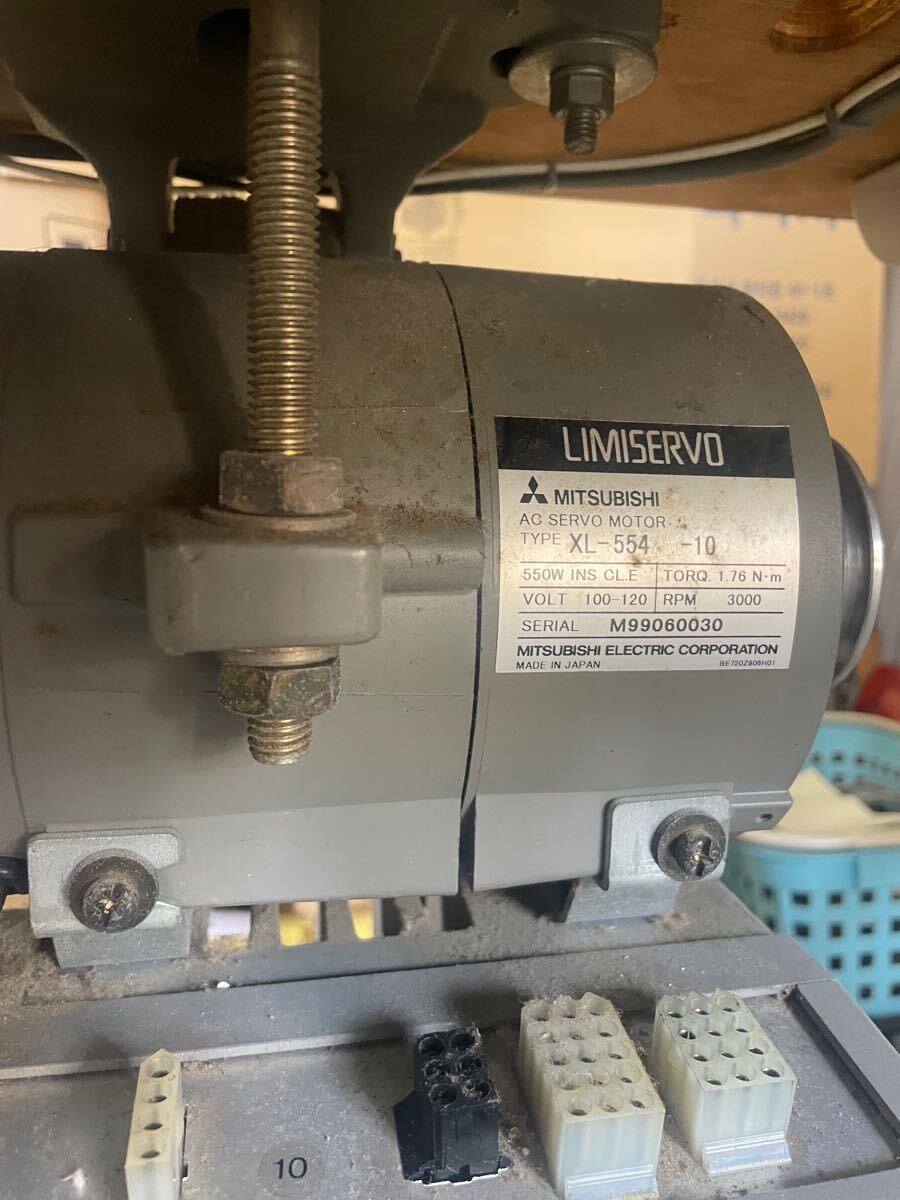 LIMISERVO
MITSUBISHI
AC SERVO MOTOR
TYPE XL-554 -10
550W INS CL.E TORQ. 1.76 N·m
VOLT 100-120 RPM 3000
SERIAL M99060030
MITSUBISHI ELECTRIC CORPORATION
MADE IN JAPAN BE720Z908H01
10